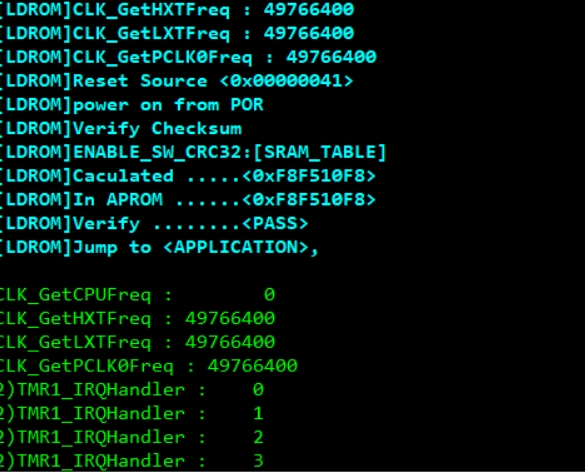 [LDROM]CLK_GetHXTFreq : 49766400
[LDROM]CLK_GetLXTFreq : 49766400
[LDROM]CLK_GetPCLK0Freq : 49766400
[LDROM]Reset Source <0x00000041>
[LDROM]power on from POR
[LDROM]Verify Checksum
[LDROM]ENABLE_SW_CRC32:[SRAM_TABLE]
[LDROM]Caculated .....<0xF8F510F8>
[LDROM]In APROM ......<0xF8F510F8>
[LDROM]Verify ........<PASS>
[LDROM]Jump to <APPLICATION>,
CLK_GetCPUFreq :        0
CLK_GetHXTFreq : 49766400
CLK_GetLXTFreq : 49766400
CLK_GetPCLK0Freq : 49766400
2)TMR1_IRQHandler :    0
2)TMR1_IRQHandler :    1
2)TMR1_IRQHandler :    2
2)TMR1_IRQHandler :    3